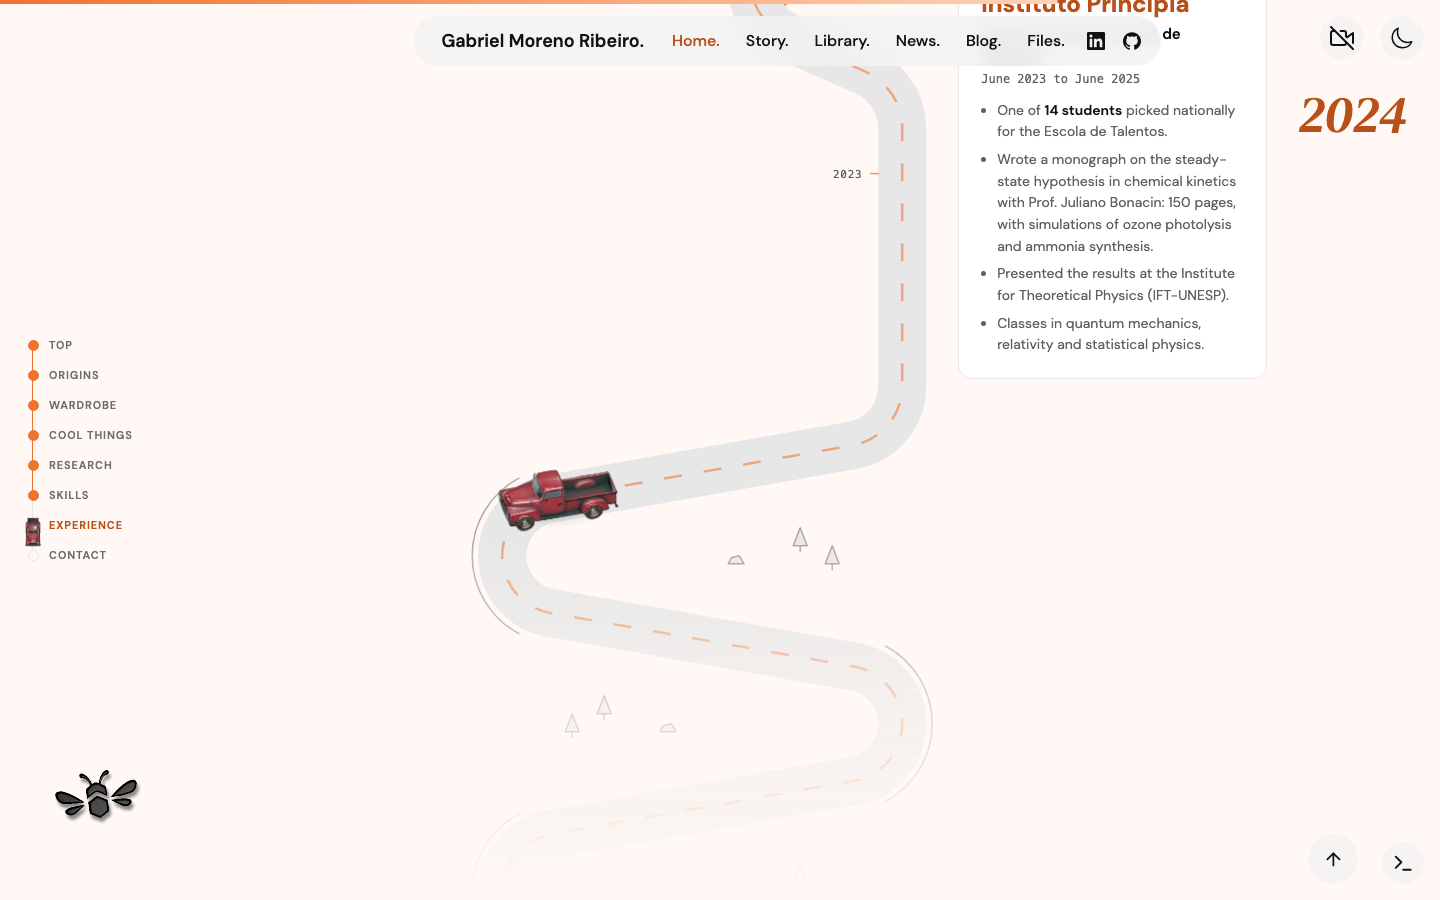 Instituto Principia
Gabriel Moreno Ribeiro. Home. Story. Library. News. Blog. Files.
de
June 2023 to June 2025
2024
One of 14 students picked nationally
for the Escola de Talentos.
Wrote a monograph on the steady-
state hypothesis in chemical kinetics
with Prof. Juliano Bonacin: 150 pages,
with simulations of ozone photolysis
and ammonia synthesis.
Presented the results at the Institute
for Theoretical Physics (IFT-UNESP).
Classes in quantum mechanics,
relativity and statistical physics.
2023
TOP
ORIGINS
WARDROBE
COOL THINGS
RESEARCH
SKILLS
EXPERIENCE
CONTACT